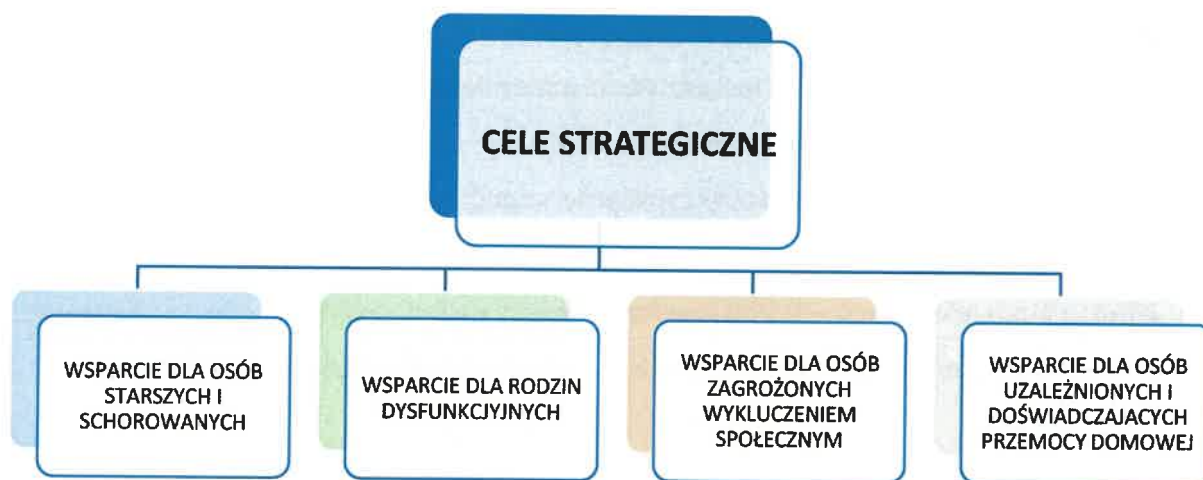 CELE STRATEGICZNE
WSPARCIE DLA OSÓB
STARSZYCH I
SCHOROWANYCH
WSPARCIE DLA RODZIN
DYSFUNKCYJNYCH
WSPARCIE DLA OSÓB
ZAGROŻONYCH
WYKLUCZENIEM
SPOŁECZNYM
WSPARCIE DLA OSÓB
UZALEŻNIONYCH I
DOŚWIADCZAJACYCH
PRZEMOCY DOMOWEJ